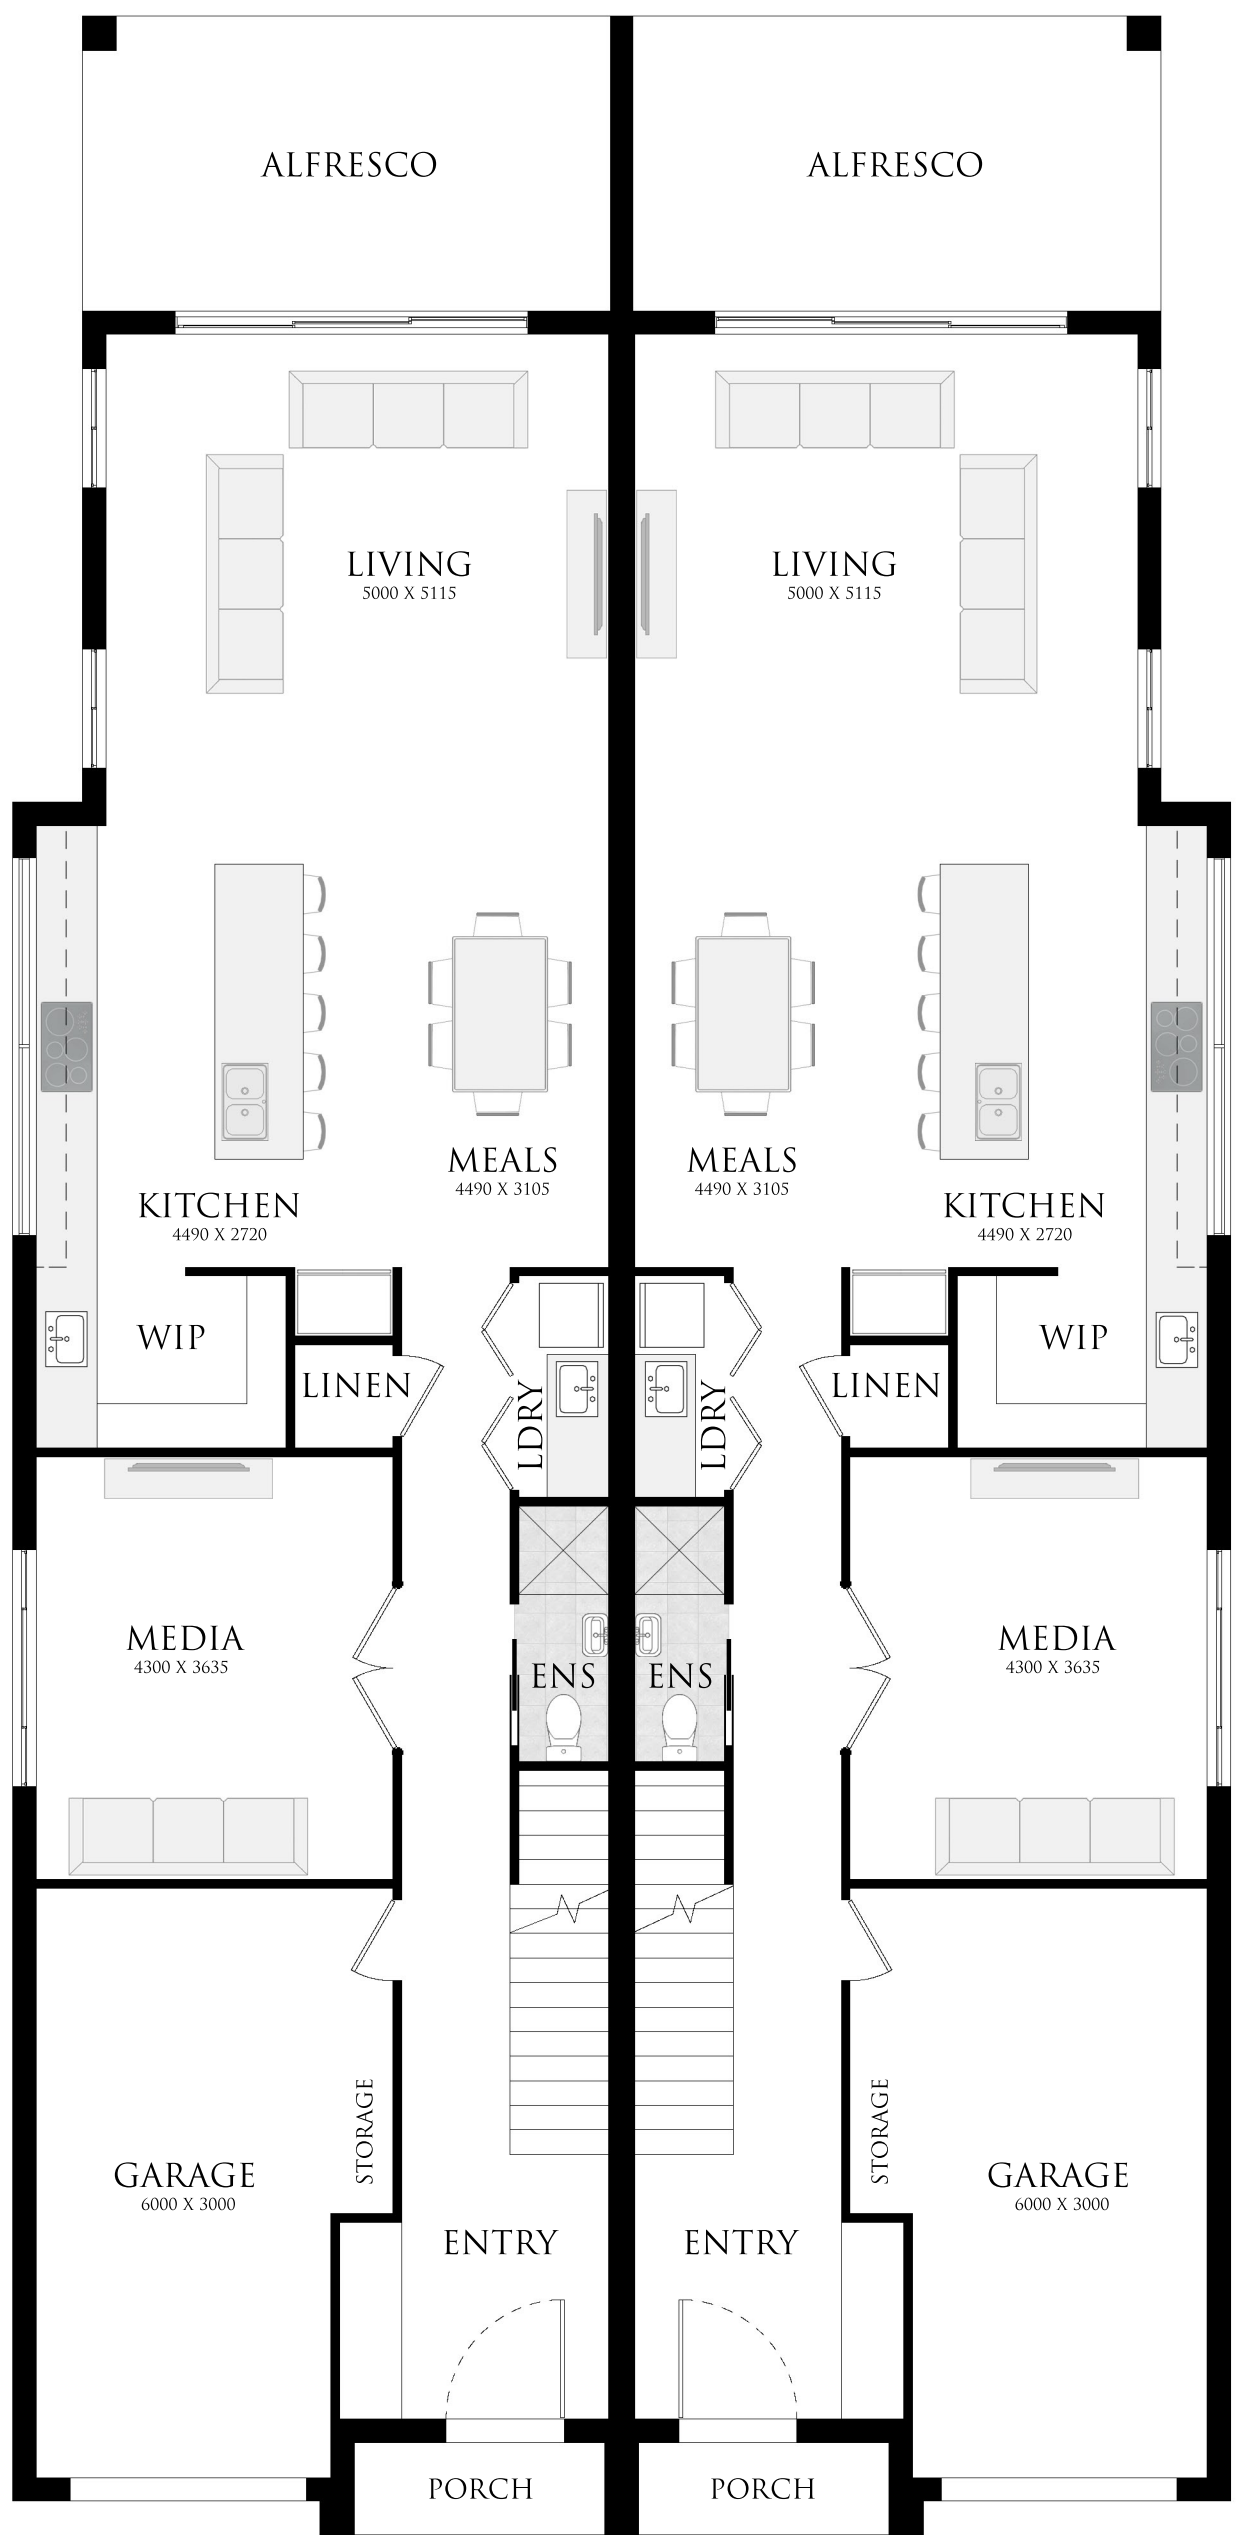 ALFRESCO
ALFRESCO
LIVING
5000 X 5115
LIVING
5000 X 5115
MEALS
4490 X 3105
MEALS
4490 X 3105
KITCHEN
4490 X 2720
KITCHEN
4490 X 2720
WIP
WIP
LINEN
LDRY
LDRY
LINEN
MEDIA
4300 X 3635
ENS
ENS
MEDIA
4300 X 3635
STORAGE
STORAGE
GARAGE
6000 X 3000
GARAGE
6000 X 3000
ENTRY
ENTRY
PORCH
PORCH